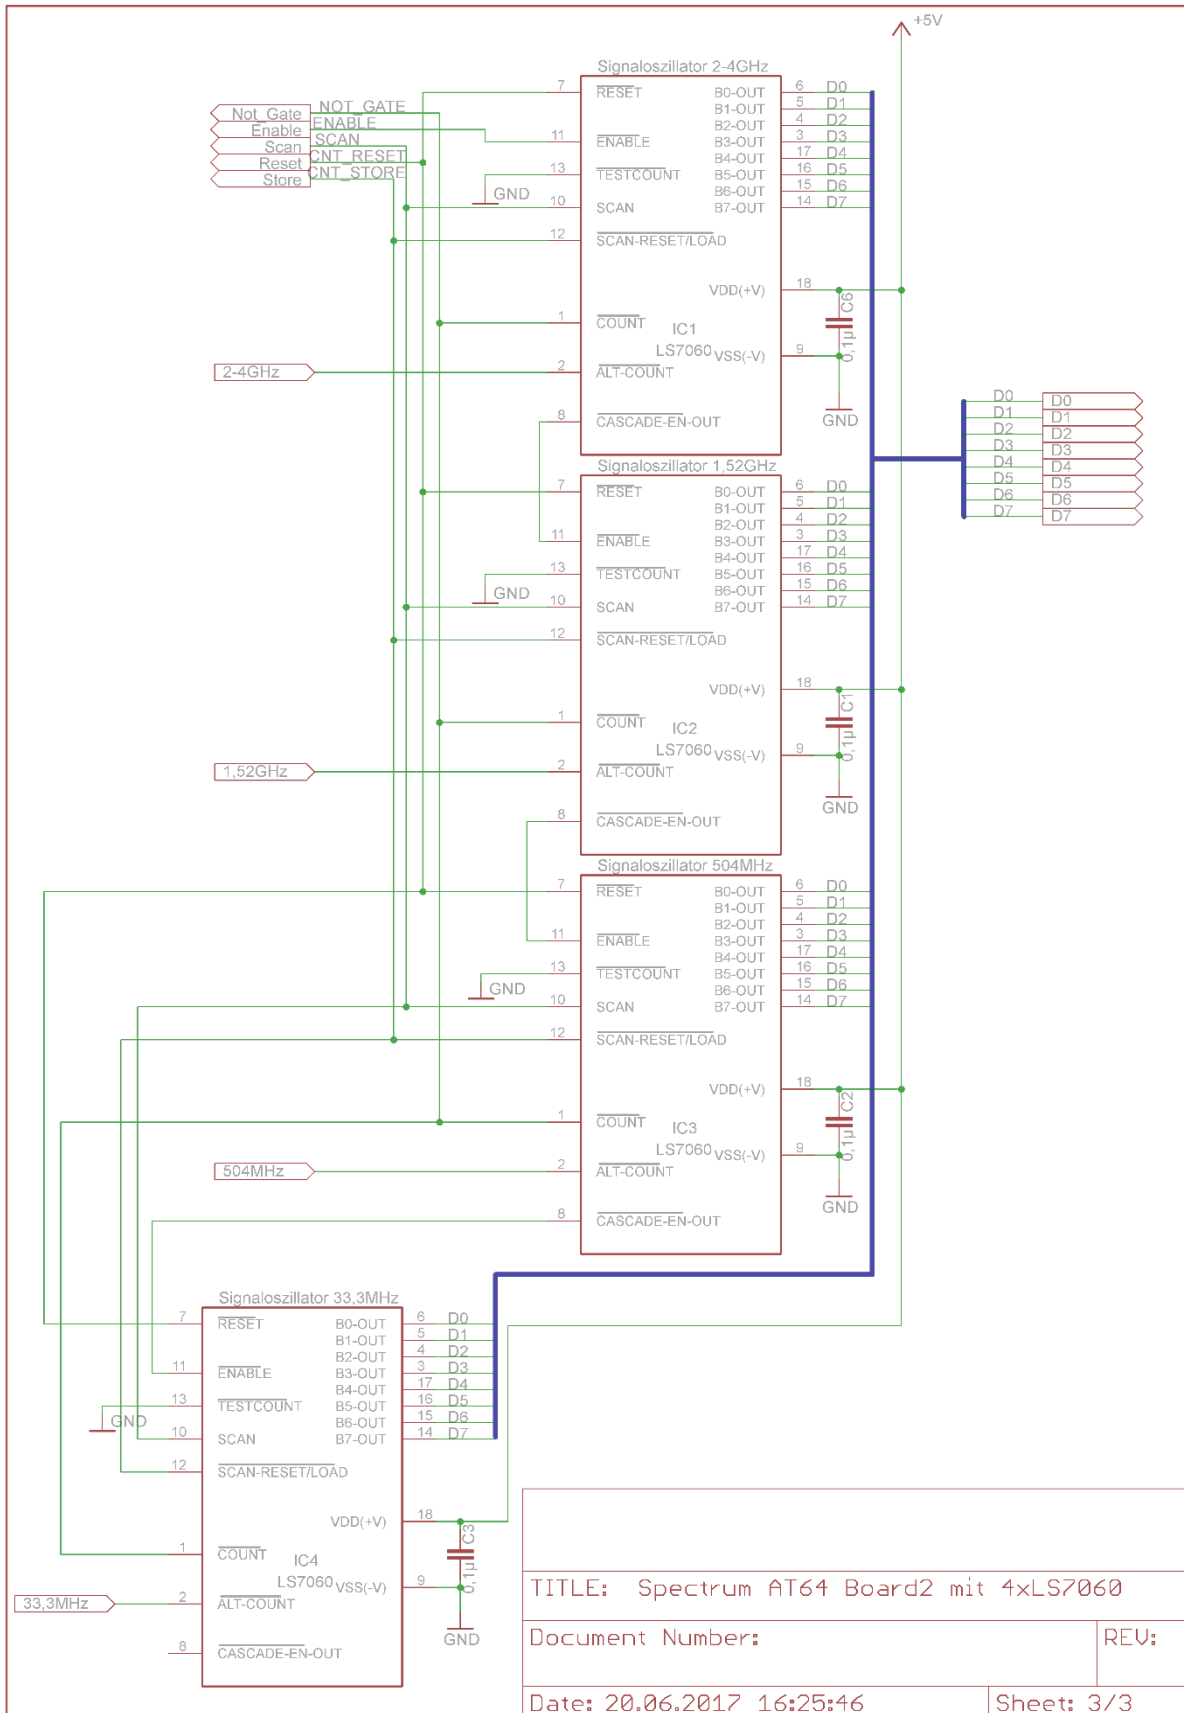 +5V
Not_Gate NOT_GATE
Enable ENABLE
Scan SCAN
Reset CNT_RESET
Store CNT_STORE
Signaloszillator 2-4GHz
7 RESET B0-OUT 6 D0
B1-OUT 5 D1
B2-OUT 4 D2
11 ENABLE B3-OUT 3 D3
B4-OUT 17 D4
13 TESTCOUNT B5-OUT 16 D5
GND B6-OUT 15 D6
10 SCAN B7-OUT 14 D7
12 SCAN-RESET/LOAD
VDD(+V) 18
C6
0,1µ
1 COUNT IC1
LS7060 VSS(-V) 9
2-4GHz 2 ALT-COUNT
8 CASCADE-EN-OUT GND
D0 D0
D1 D1
D2 D2
D3 D3
D4 D4
D5 D5
D6 D6
D7 D7
Signaloszillator 1,52GHz
7 RESET B0-OUT 6 D0
B1-OUT 5 D1
B2-OUT 4 D2
11 ENABLE B3-OUT 3 D3
B4-OUT 17 D4
13 TESTCOUNT B5-OUT 16 D5
GND B6-OUT 15 D6
10 SCAN B7-OUT 14 D7
12 SCAN-RESET/LOAD
VDD(+V) 18
C1
0,1µ
1 COUNT IC2
LS7060 VSS(-V) 9
1,52GHz 2 ALT-COUNT
8 CASCADE-EN-OUT GND
Signaloszillator 504MHz
7 RESET B0-OUT 6 D0
B1-OUT 5 D1
B2-OUT 4 D2
11 ENABLE B3-OUT 3 D3
B4-OUT 17 D4
13 TESTCOUNT B5-OUT 16 D5
GND B6-OUT 15 D6
10 SCAN B7-OUT 14 D7
12 SCAN-RESET/LOAD
VDD(+V) 18
C2
0,1µ
1 COUNT IC3
LS7060 VSS(-V) 9
504MHz 2 ALT-COUNT
8 CASCADE-EN-OUT GND
Signaloszillator 33,3MHz
7 RESET B0-OUT 6 D0
B1-OUT 5 D1
B2-OUT 4 D2
11 ENABLE B3-OUT 3 D3
B4-OUT 17 D4
13 TESTCOUNT B5-OUT 16 D5
GND B6-OUT 15 D6
10 SCAN B7-OUT 14 D7
12 SCAN-RESET/LOAD
VDD(+V) 18
C3
0,1µ
1 COUNT IC4
LS7060 VSS(-V) 9
33,3MHz 2 ALT-COUNT
8 CASCADE-EN-OUT GND
TITLE: Spectrum AT64 Board2 mit 4xLS7060
Document Number: REV:
Date: 20.06.2017 16:25:46 Sheet: 3/3